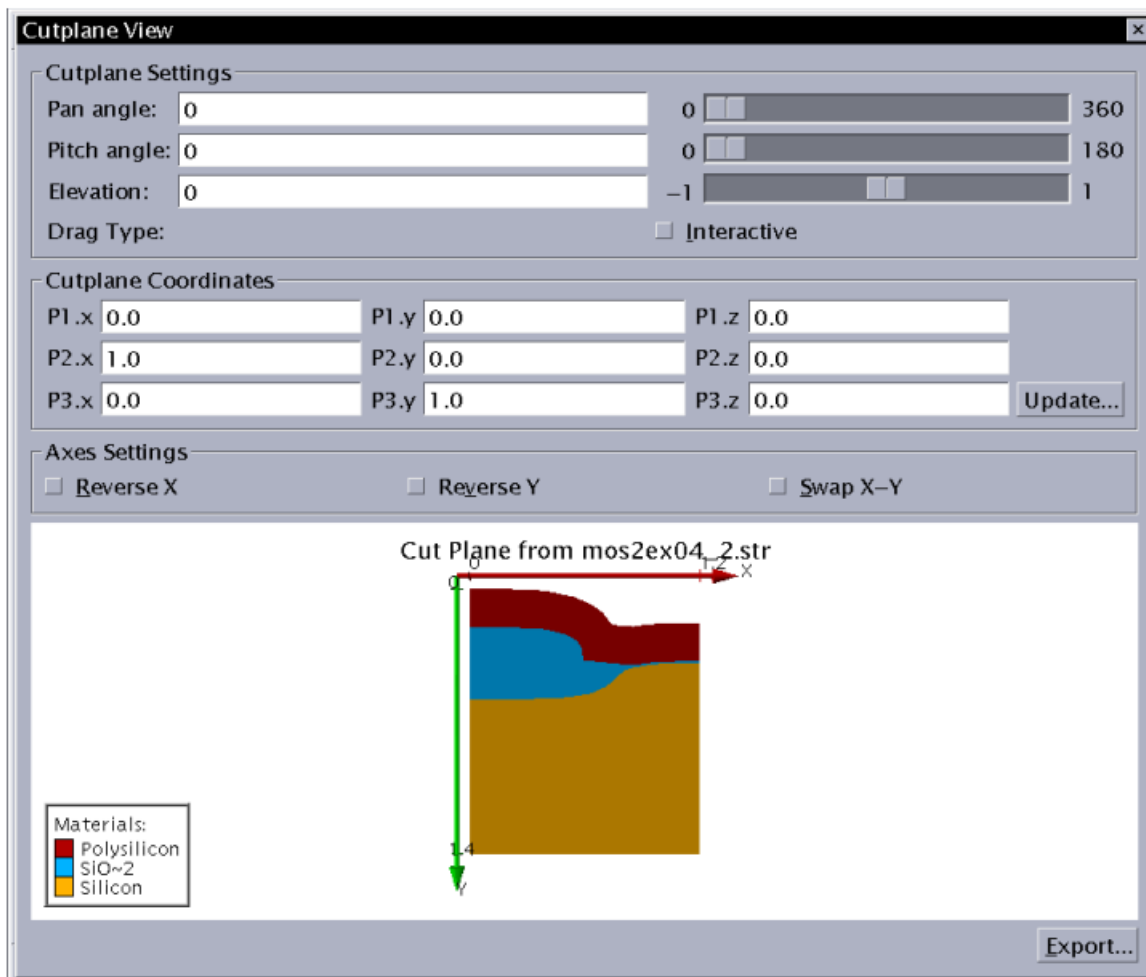 Cutplane View
Cutplane Settings
Pan angle: 0 0 360
Pitch angle: 0 0 180
Elevation: 0 −1 1
Drag Type: Interactive
Cutplane Coordinates
P1.x 0.0 P1.y 0.0 P1.z 0.0
P2.x 1.0 P2.y 0.0 P2.z 0.0
P3.x 0.0 P3.y 1.0 P3.z 0.0 Update...
Axes Settings
Reverse X Reverse Y Swap X−Y
Cut Plane from mos2ex04_2.str
0 1.2 X
0
1.4
Y
Materials:
Polysilicon
SiO~2
Silicon
Export...